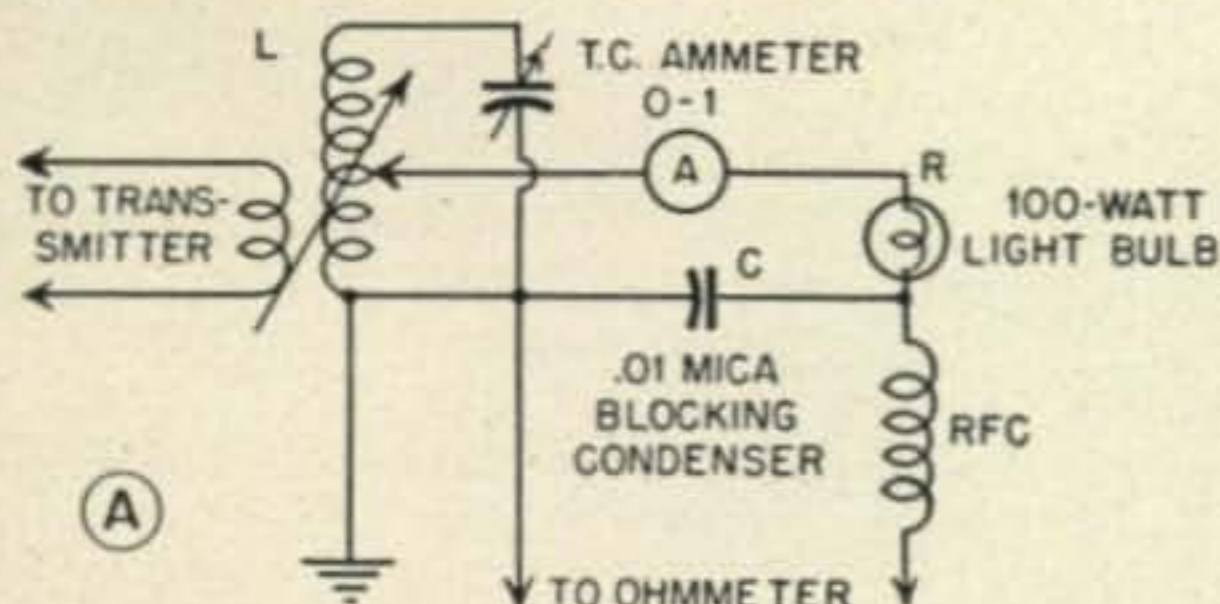 L
T.C. AMMETER
0-1
A
R
TO TRANS-
SMITTER
100-WATT
LIGHT BULB
C
.01 MICA
BLOCKING
CONDENSER
RFC
A
TO OHMMETER